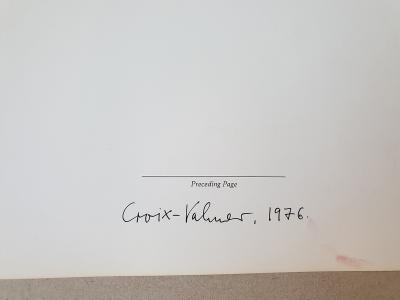 Preceding Page
Croix-Valmer, 1976.